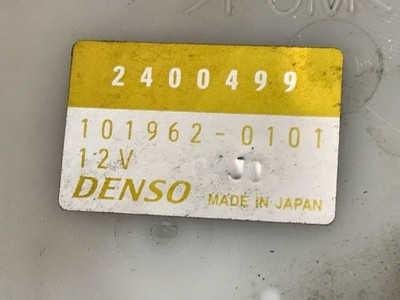 2400499
101962-0101
12V
DENSO MADE IN JAPAN